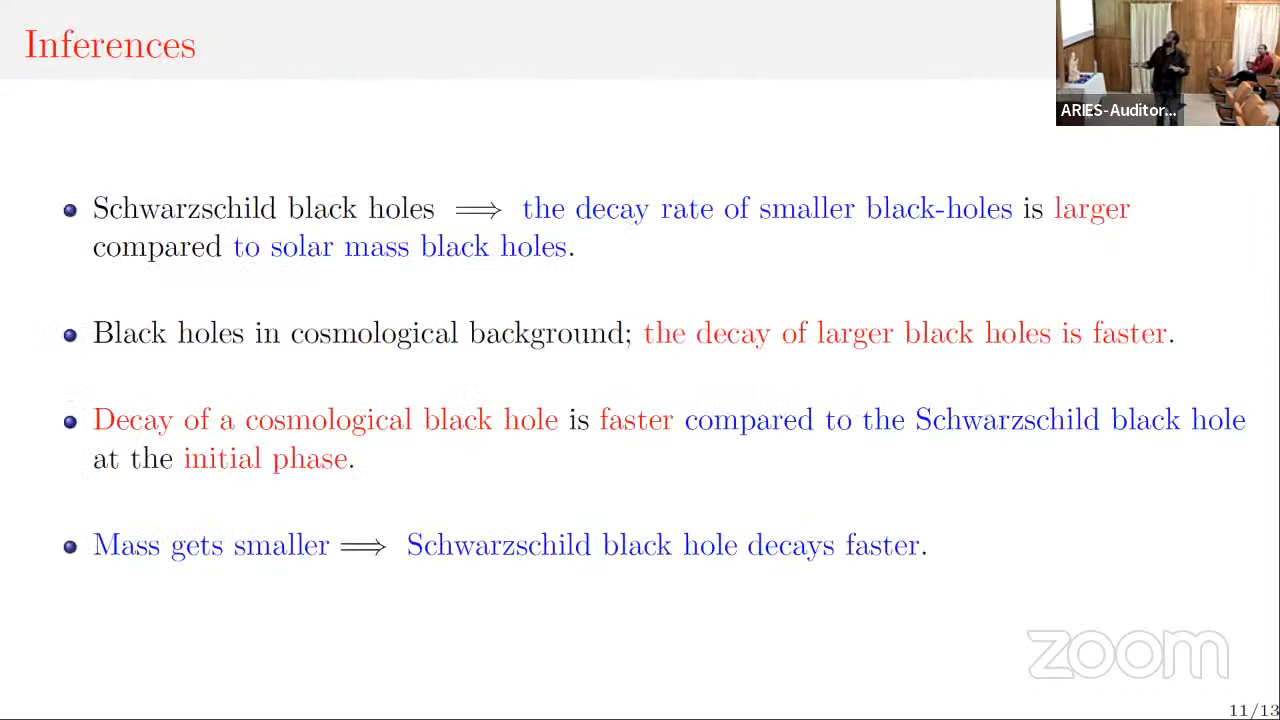 Inferences
ARIES-Auditor...
Schwarzschild black holes ⟹ the decay rate of smaller black-holes is larger
compared to solar mass black holes.
Black holes in cosmological background; the decay of larger black holes is faster.
Decay of a cosmological black hole is faster compared to the Schwarzschild black hole
at the initial phase.
Mass gets smaller ⟹ Schwarzschild black hole decays faster.
zoom
11/13